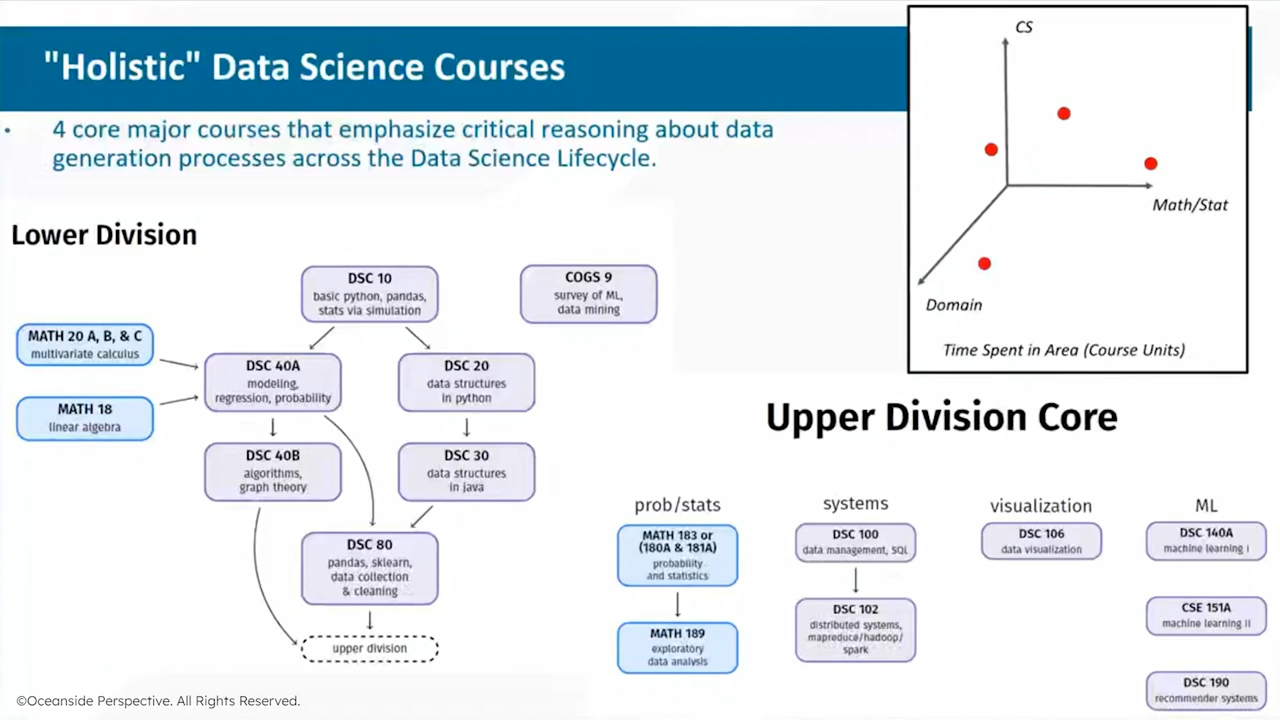 "Holistic" Data Science Courses
• 4 core major courses that emphasize critical reasoning about data
generation processes across the Data Science Lifecycle.
CS
Math/Stat
Domain
Time Spent in Area (Course Units)
Lower Division
DSC 10
basic python, pandas,
stats via simulation
COGS 9
survey of ML,
data mining
MATH 20 A, B, & C
multivariate calculus
MATH 18
linear algebra
DSC 40A
modeling,
regression, probability
DSC 20
data structures
in python
DSC 40B
algorithms,
graph theory
DSC 30
data structures
in java
DSC 80
pandas, sklearn,
data collection
& cleaning
upper division
Upper Division Core
prob/stats
MATH 183 or
(180A & 181A)
probability
and statistics
MATH 189
exploratory
data analysis
systems
DSC 100
data management, SQL
DSC 102
distributed systems,
mapreduce/hadoop/
spark
visualization
DSC 106
data visualization
ML
DSC 140A
machine learning I
CSE 151A
machine learning II
DSC 190
recommender systems
©Oceanside Perspective. All Rights Reserved.